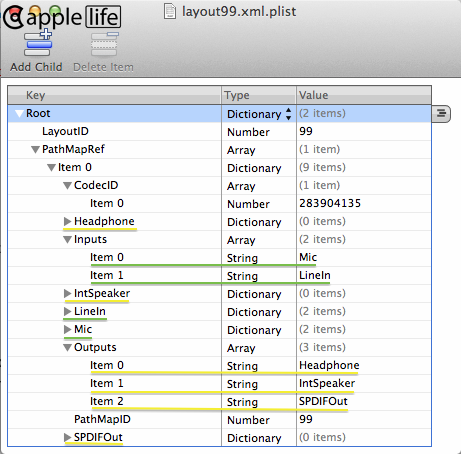 apple life
layout99.xml.plist
Add Child Delete Item
Key Type Value
Root Dictionary (2 items)
LayoutID Number 99
PathMapRef Array (1 item)
Item 0 Dictionary (9 items)
CodecID Array (1 item)
Item 0 Number 283904135
Headphone Dictionary (0 items)
Inputs Array (2 items)
Item 0 String Mic
Item 1 String LineIn
IntSpeaker Dictionary (0 items)
LineIn Dictionary (2 items)
Mic Dictionary (2 items)
Outputs Array (3 items)
Item 0 String Headphone
Item 1 String IntSpeaker
Item 2 String SPDIFOut
PathMapID Number 99
SPDIFOut Dictionary (0 items)